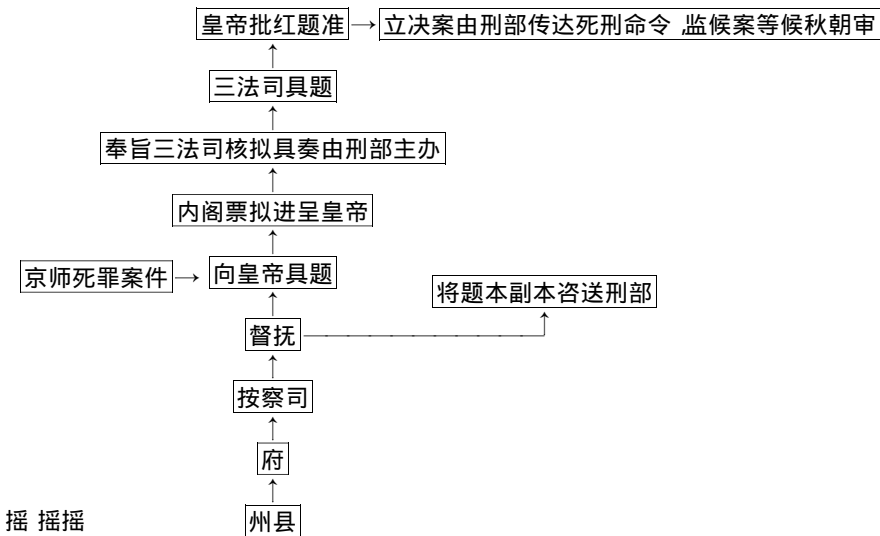 皇帝批红题准
立决案由刑部传达死刑命令,监候案等候秋朝审
三法司具题
奉旨三法司核拟具奏由刑部主办
内阁票拟进呈皇帝
京师死罪案件
向皇帝具题
将题本副本咨送刑部
督抚
按察司
府
州县
摇 摇摇